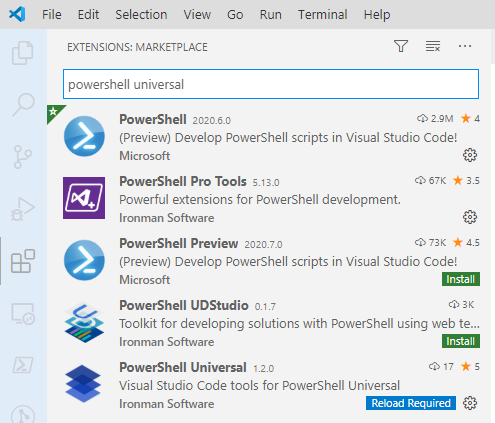 File Edit Selection View Go Run Terminal Help
EXTENSIONS: MARKETPLACE
powershell universal
PowerShell 2020.6.0 2.9M 4
(Preview) Develop PowerShell scripts in Visual Studio Code!
Microsoft
PowerShell Pro Tools 5.13.0 67K 3.5
Powerful extensions for PowerShell development.
Ironman Software
PowerShell Preview 2020.7.0 73K 4.5
(Preview) Develop PowerShell scripts in Visual Studio Code!
Microsoft Install
PowerShell UDStudio 0.1.7 3K
Toolkit for developing solutions with PowerShell using web te...
Ironman Software Install
PowerShell Universal 1.2.0 17 5
Visual Studio Code tools for PowerShell Universal
Ironman Software Reload Required